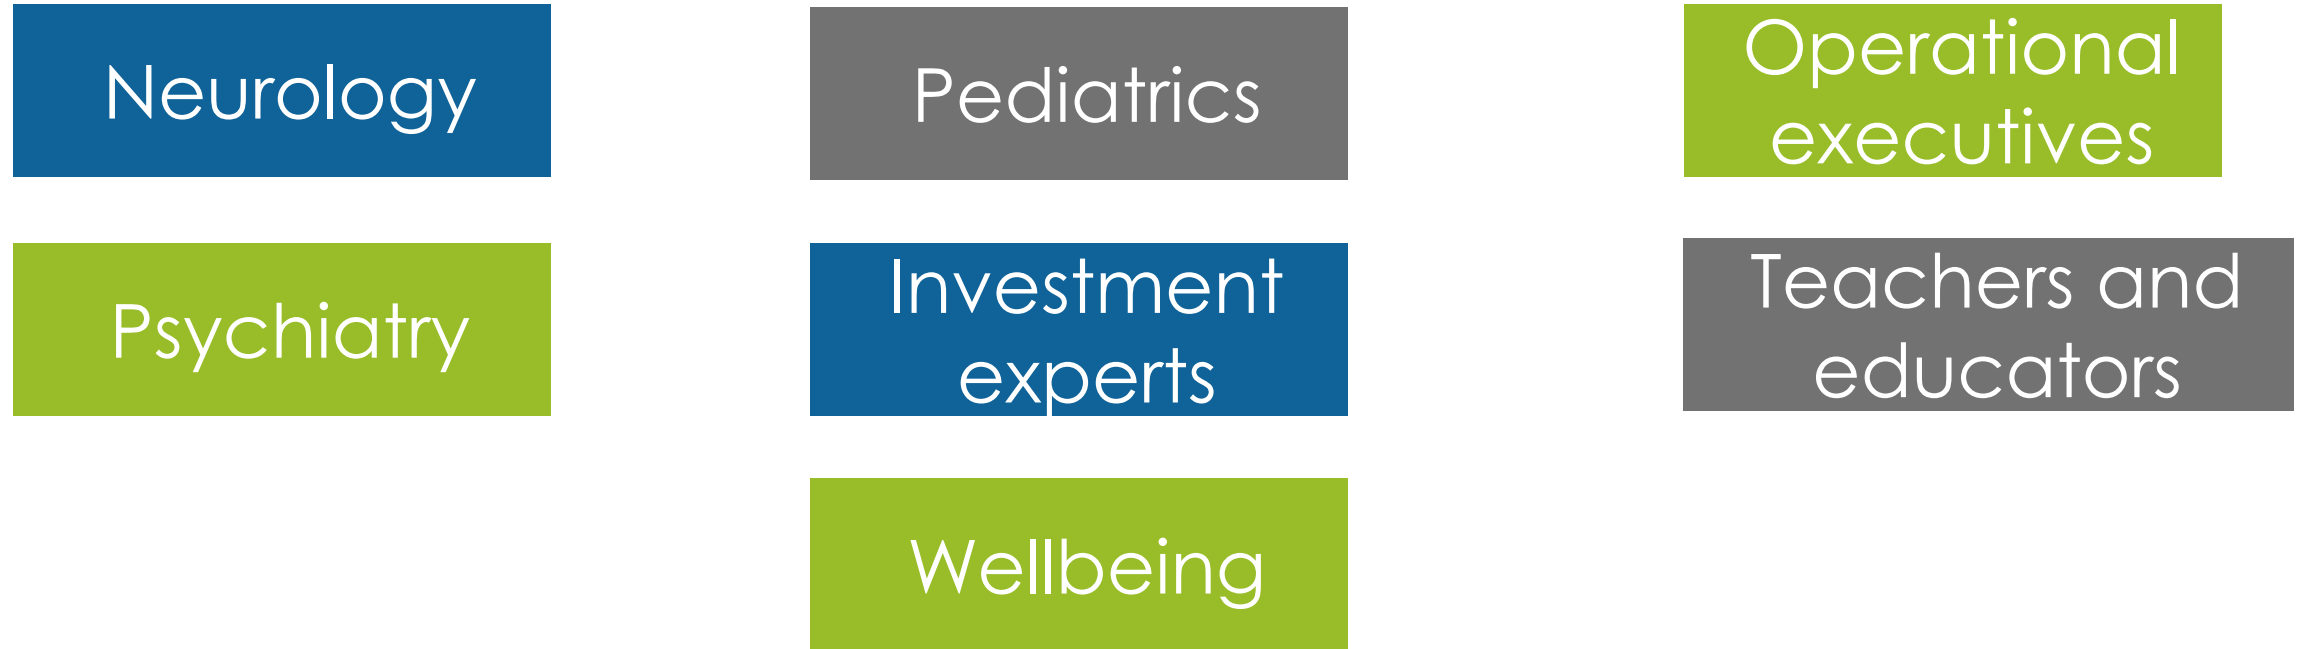 Neurology
Pediatrics
Operational
executives
Psychiatry
Investment
experts
Teachers and
educators
Wellbeing